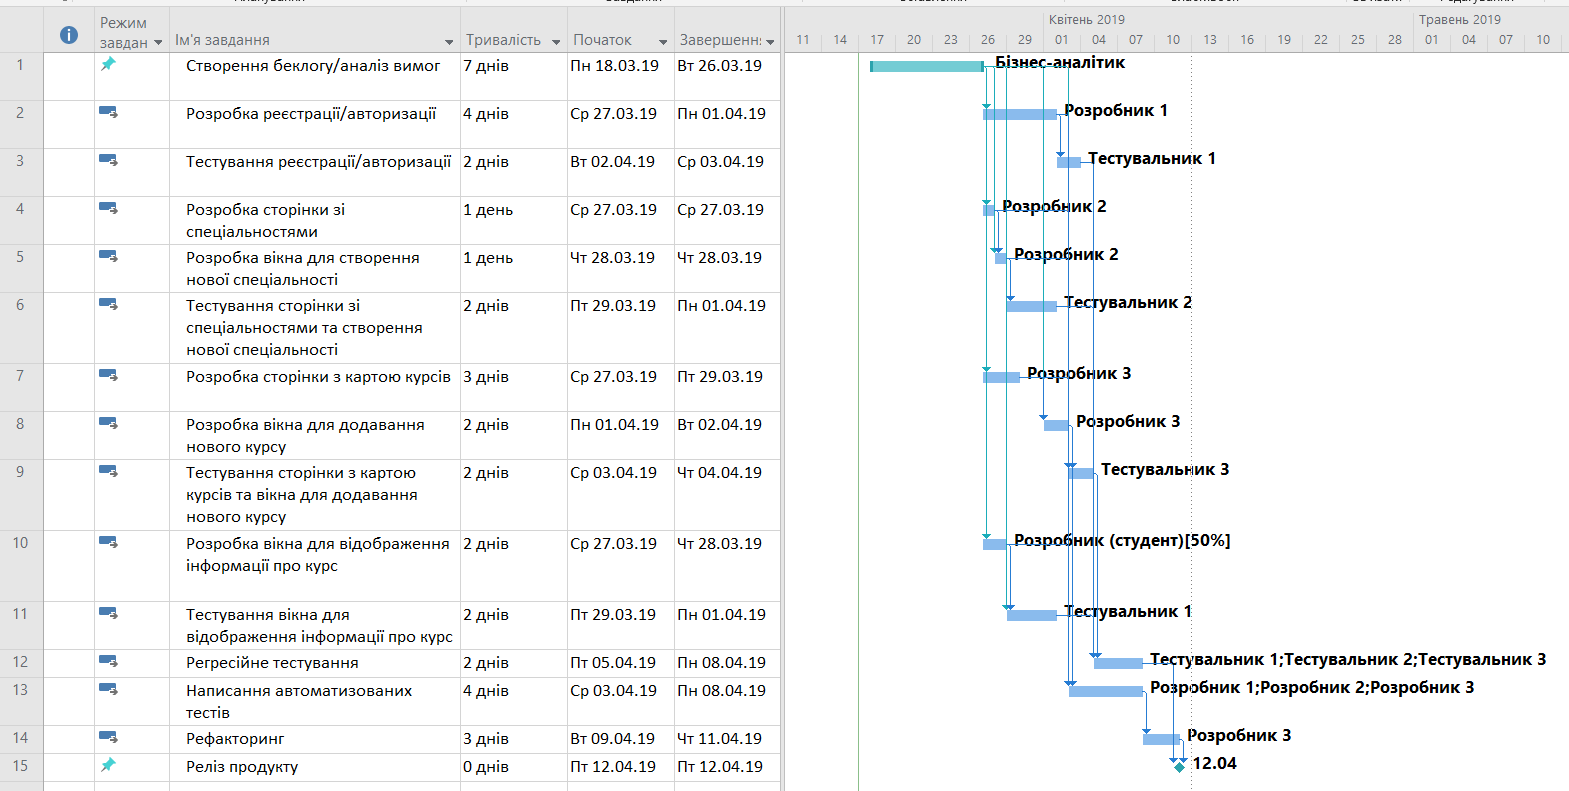 Режим завдан Ім'я завдання Тривалість Початок Завершенн
Квітень 2019 Травень 2019
11 14 17 20 23 26 29 01 04 07 10 13 16 19 22 25 28 01 04 07 10
1 Створення беклогу/аналіз вимог 7 днів Пн 18.03.19 Вт 26.03.19 Бізнес-аналітик
2 Розробка реєстрації/авторизації 4 днів Ср 27.03.19 Пн 01.04.19 Розробник 1
3 Тестування реєстрації/авторизації 2 днів Вт 02.04.19 Ср 03.04.19 Тестувальник 1
4 Розробка сторінки зі 1 день Ср 27.03.19 Ср 27.03.19 Розробник 2
спеціальностями
5 Розробка вікна для створення 1 день Чт 28.03.19 Чт 28.03.19 Розробник 2
нової спеціальності
6 Тестування сторінки зі 2 днів Пт 29.03.19 Пн 01.04.19 Тестувальник 2
спеціальностями та створення
нової спеціальності
7 Розробка сторінки з картою курсів 3 днів Ср 27.03.19 Пт 29.03.19 Розробник 3
8 Розробка вікна для додавання 2 днів Пн 01.04.19 Вт 02.04.19 Розробник 3
нового курсу
9 Тестування сторінки з картою 2 днів Ср 03.04.19 Чт 04.04.19 Тестувальник 3
курсів та вікна для додавання
нового курсу
10 Розробка вікна для відображення 2 днів Ср 27.03.19 Чт 28.03.19 Розробник (студент)[50%]
інформації про курс
11 Тестування вікна для 2 днів Пт 29.03.19 Пн 01.04.19 Тестувальник 1
відображення інформації про курс
12 Регресійне тестування 2 днів Пт 05.04.19 Пн 08.04.19 Тестувальник 1;Тестувальник 2;Тестувальник 3
13 Написання автоматизованих 4 днів Ср 03.04.19 Пн 08.04.19 Розробник 1;Розробник 2;Розробник 3
тестів
14 Рефакторинг 3 днів Вт 09.04.19 Чт 11.04.19 Розробник 3
15 Реліз продукту 0 днів Пт 12.04.19 Пт 12.04.19 12.04